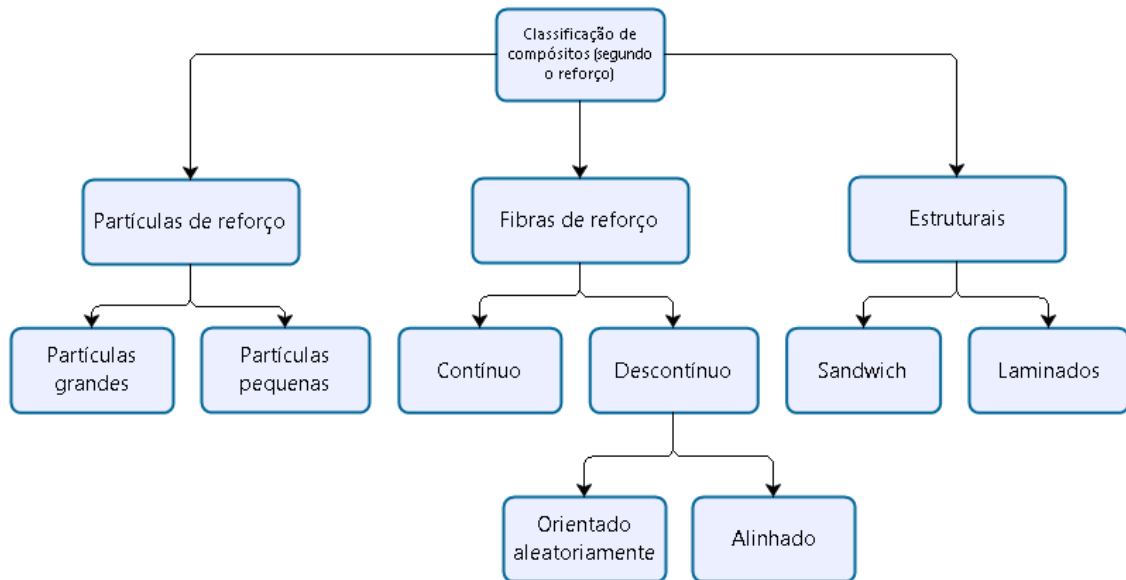 Classificação de
compósitos (segundo
o reforço)
Partículas de reforço
Fibras de reforço
Estruturais
Partículas
grandes
Partículas
pequenas
Contínuo
Descontínuo
Sandwich
Laminados
Orientado
aleatoriamente
Alinhado